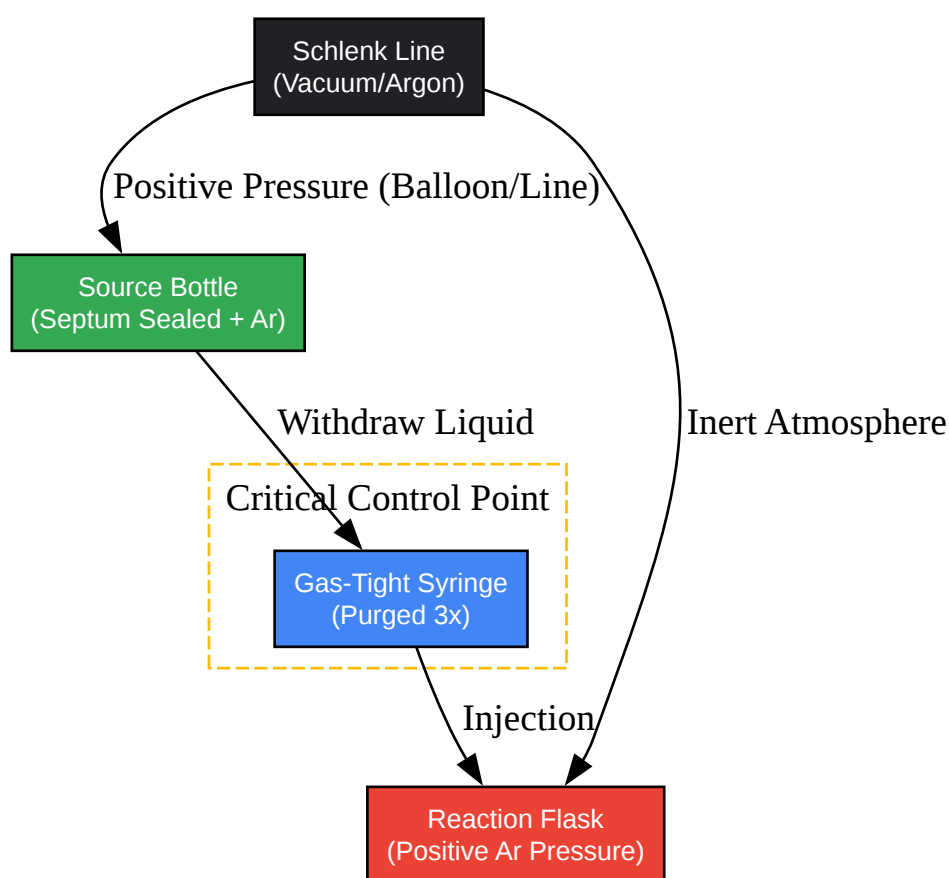 Schlenk Line
(Vacuum/Argon)
Positive Pressure (Balloon/Line)
Source Bottle
(Septum Sealed + Ar)
Withdraw Liquid
Inert Atmosphere
Critical Control Point
Gas-Tight Syringe
(Purged 3x)
Injection
Reaction Flask
(Positive Ar Pressure)